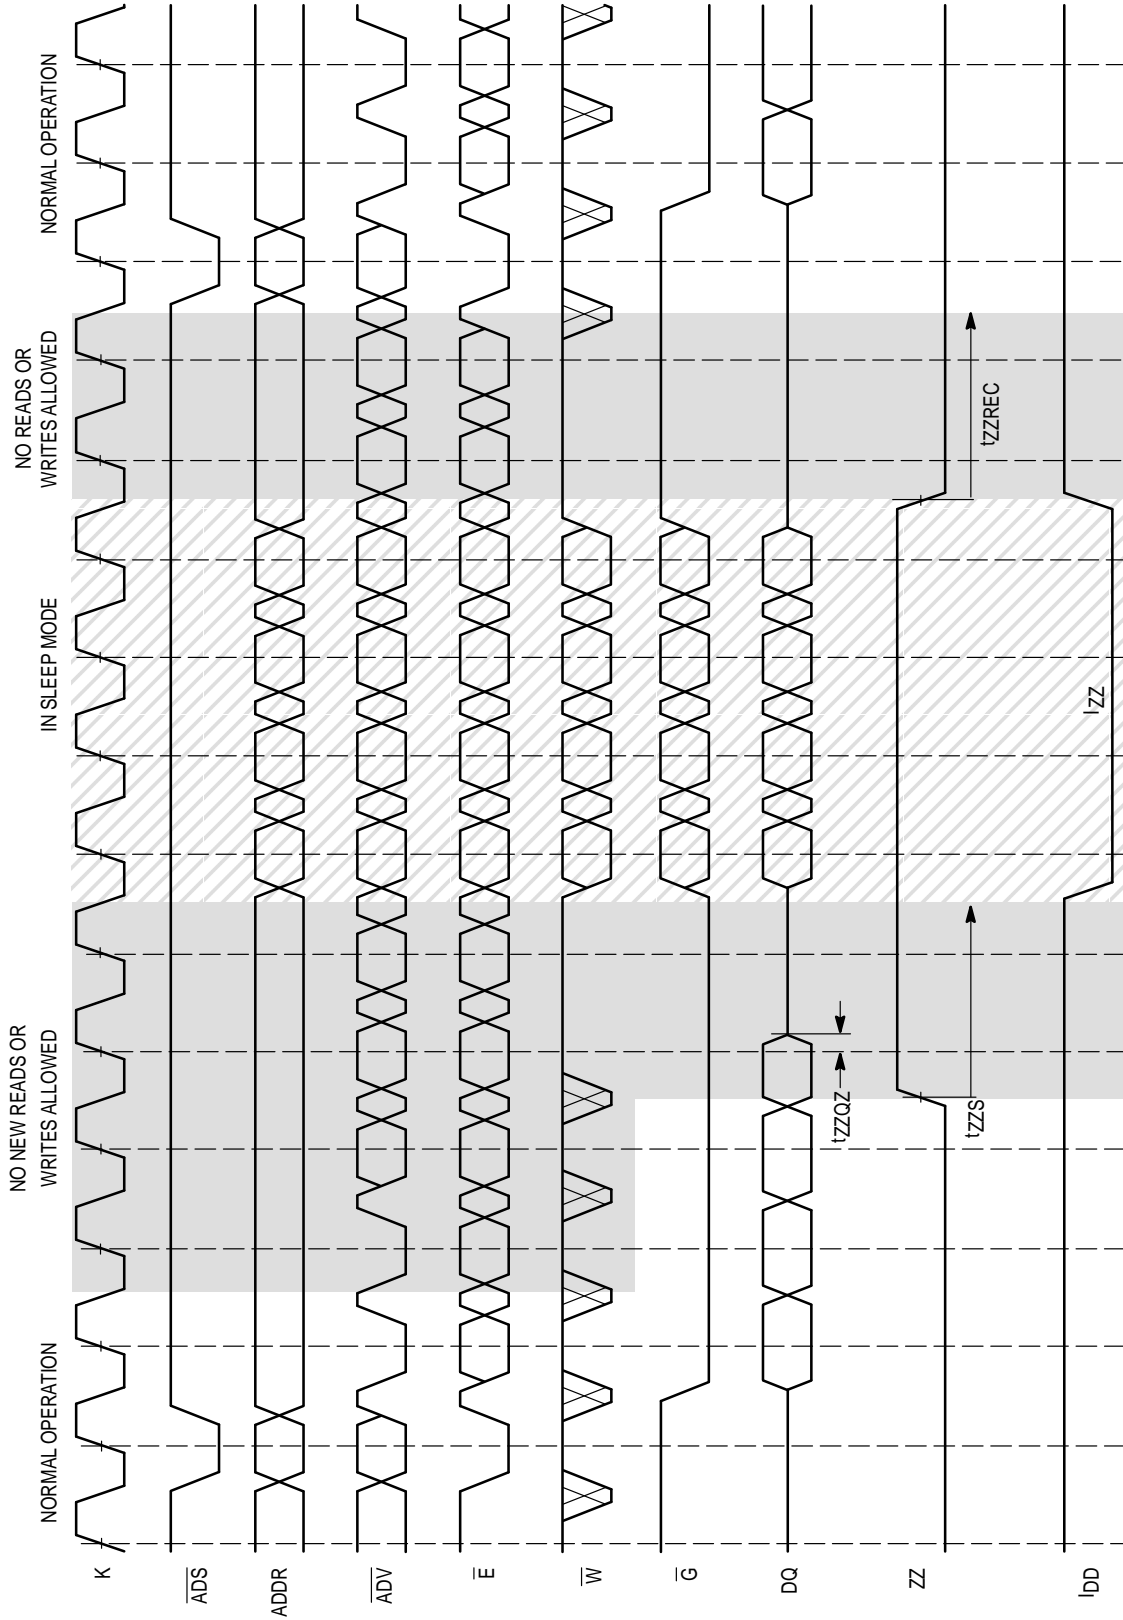 NORMAL OPERATION
NO NEW READS OR
WRITES ALLOWED
IN SLEEP MODE
NO READS OR
WRITES ALLOWED
NORMAL OPERATION
K
ADS
ADDR
ADV
E
W
G
DQ
tZZQZ
ZZ
tZZS
tZZREC
IDD
IZZ